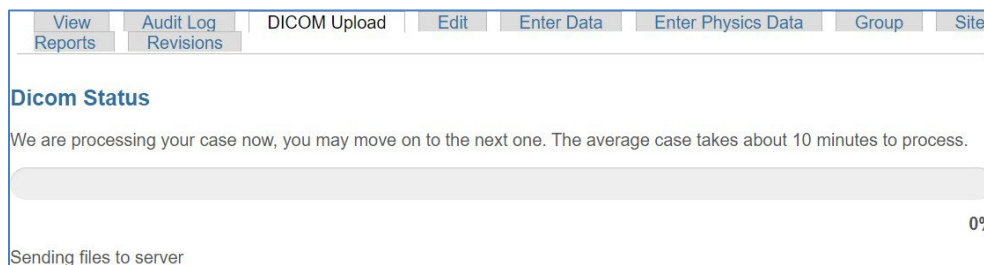 View Audit Log DICOM Upload Edit Enter Data Enter Physics Data Group Site
Reports Revisions
Dicom Status
We are processing your case now, you may move on to the next one. The average case takes about 10 minutes to process.
0%
Sending files to server